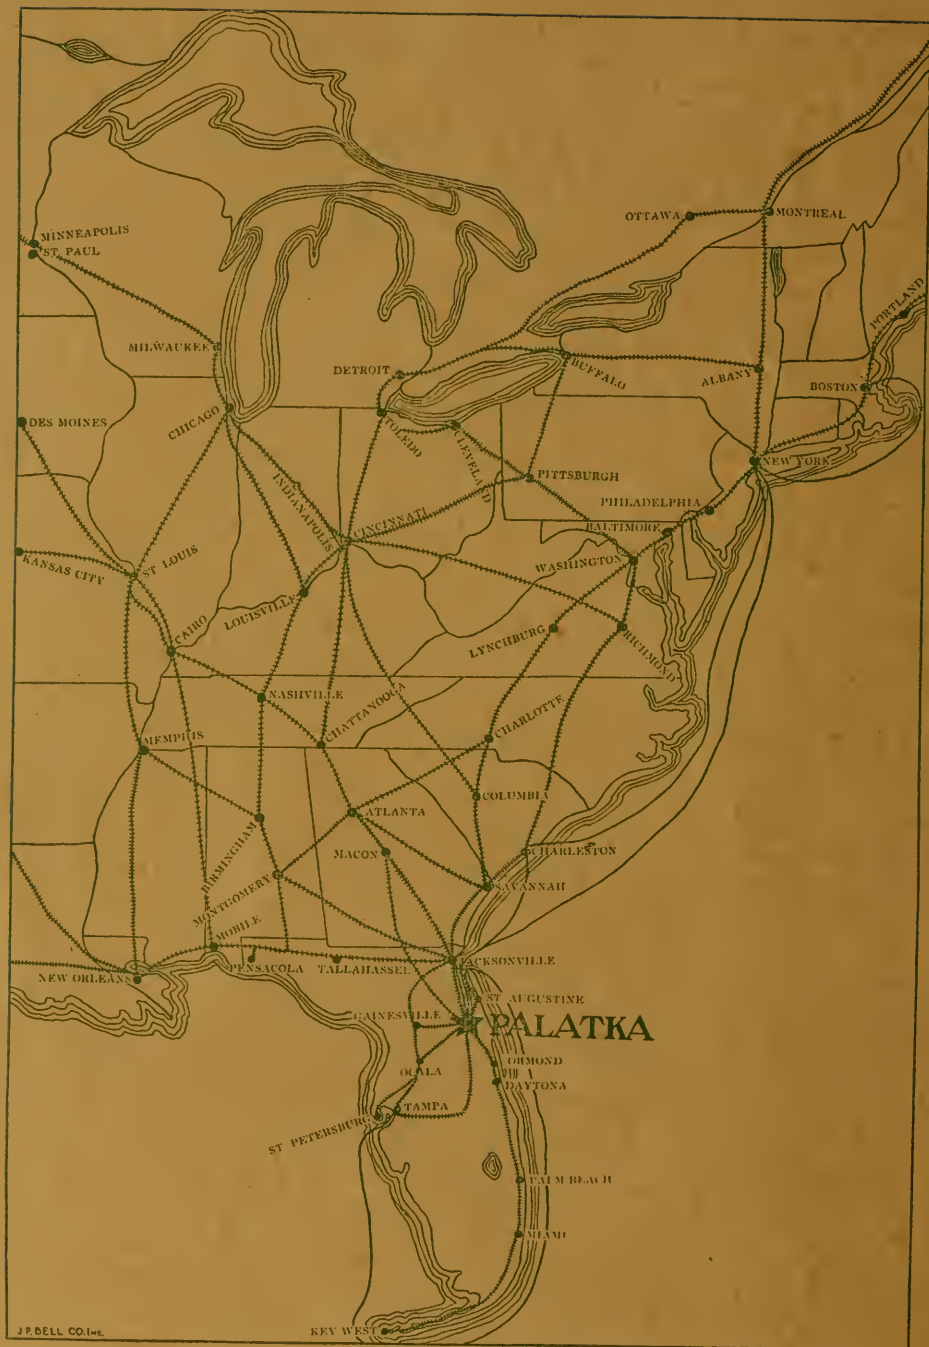 OTTAWA
MONTREAL
MINNEAPOLIS
ST. PAUL
PORTLAND
MILWAUKEE
DETROIT
BUFFALO
ALBANY
BOSTON
DES MOINES
CHICAGO
TOLEDO
CLEVELAND
NEW YORK
PITTSBURGH
INDIANAPOLIS
PHILADELPHIA
CINCINNATI
BALTIMORE
WASHINGTON
KANSAS CITY
ST LOUIS
LOUISVILLE
CAIRO
LYNCHBURG
RICHMOND
NASHVILLE
CHATTANOOGA
CHARLOTTE
MEMPHIS
COLUMBIA
ATLANTA
BIRMINGHAM
MACON
CHARLESTON
MONTGOMERY
SAVANNAH
MOBILE
JACKSONVILLE
PENSACOLA
TALLAHASSEE
NEW ORLEANS
ST AUGUSTINE
GAINESVILLE
PALATKA
ORMOND
OCALA
DAYTONA
TAMPA
ST PETERSBURG
PALM BEACH
MIAMI
KEY WEST
J. P. BELL CO. INC.